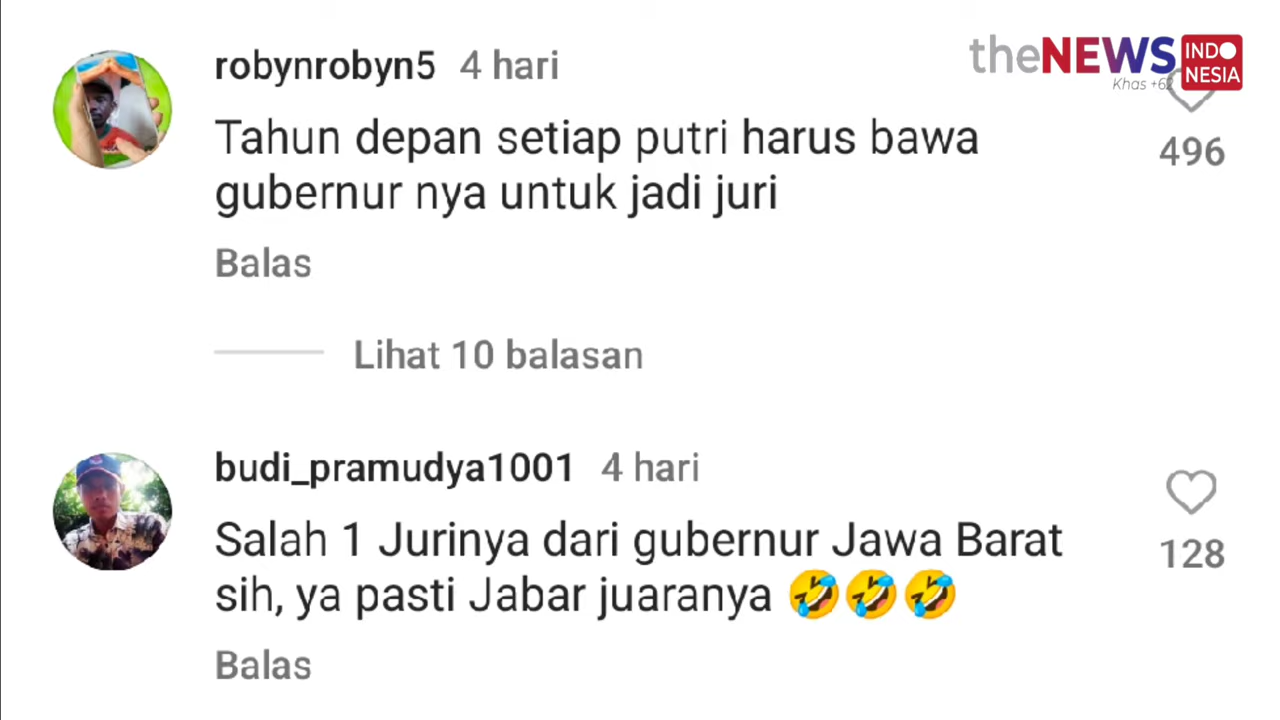 robynrobyn5 4 hari
theNEWS INDONESIA
Khas +62
Tahun depan setiap putri harus bawa
gubernur nya untuk jadi juri
496
Balas
Lihat 10 balasan
budi_pramudya1001 4 hari
Salah 1 Jurinya dari gubernur Jawa Barat
sih, ya pasti Jabar juaranya 🤣🤣🤣
128
Balas